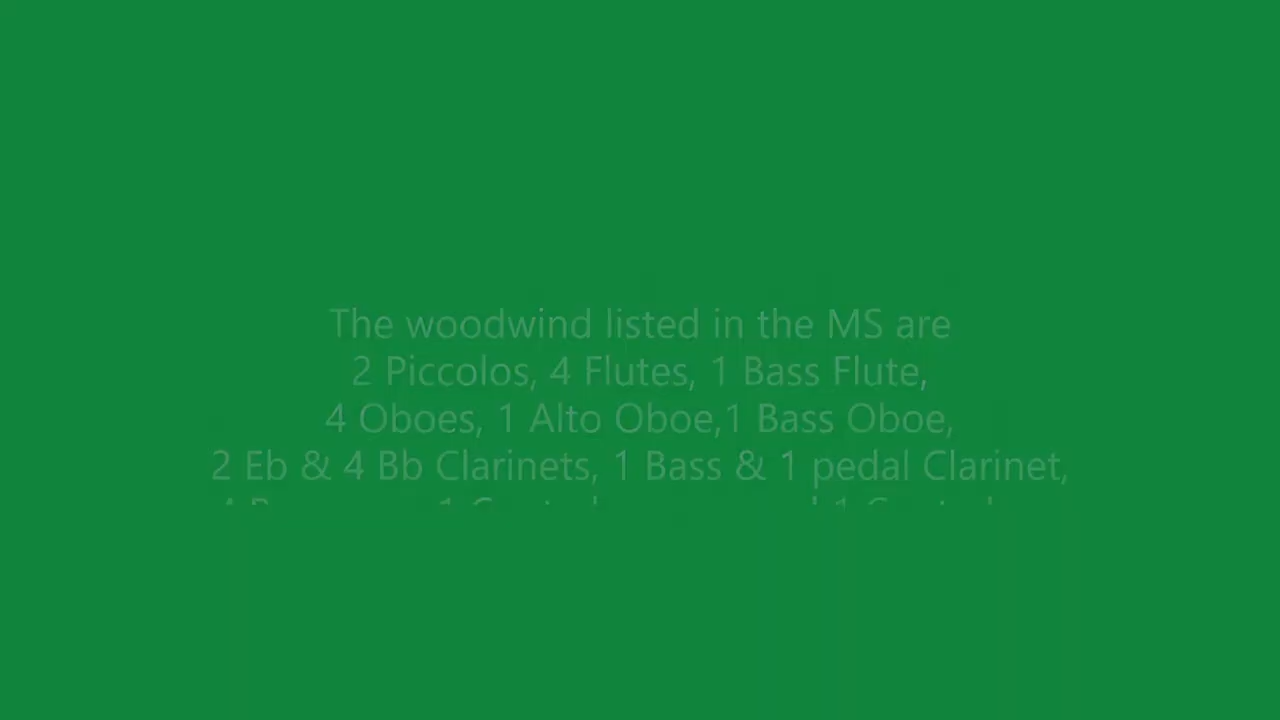 The woodwind listed in the MS are
2 Piccolos, 4 Flutes, 1 Bass Flute,
4 Oboes, 1 Alto Oboe,1 Bass Oboe,
2 Eb & 4 Bb Clarinets, 1 Bass & 1 pedal Clarinet,